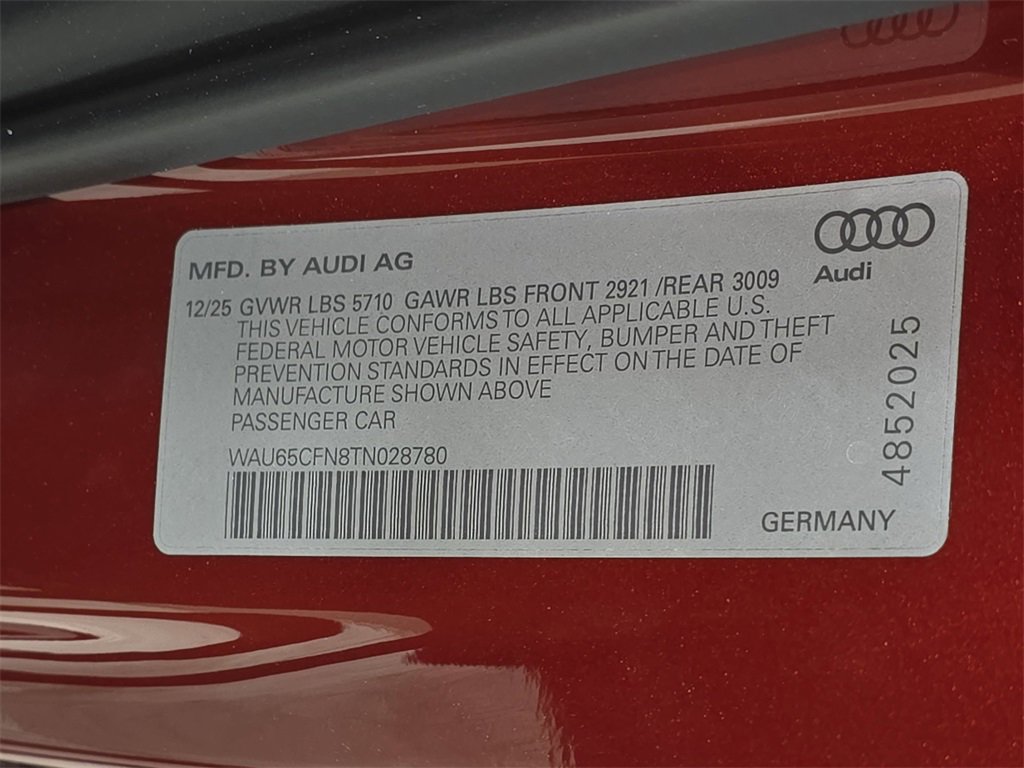 MFD. BY AUDI AG
Audi
12/25 GVWR LBS 5710 GAWR LBS FRONT 2921 /REAR 3009
THIS VEHICLE CONFORMS TO ALL APPLICABLE U.S.
FEDERAL MOTOR VEHICLE SAFETY, BUMPER AND THEFT
PREVENTION STANDARDS IN EFFECT ON THE DATE OF
MANUFACTURE SHOWN ABOVE
PASSENGER CAR
WAU65CFN8TN028780
GERMANY
4852025